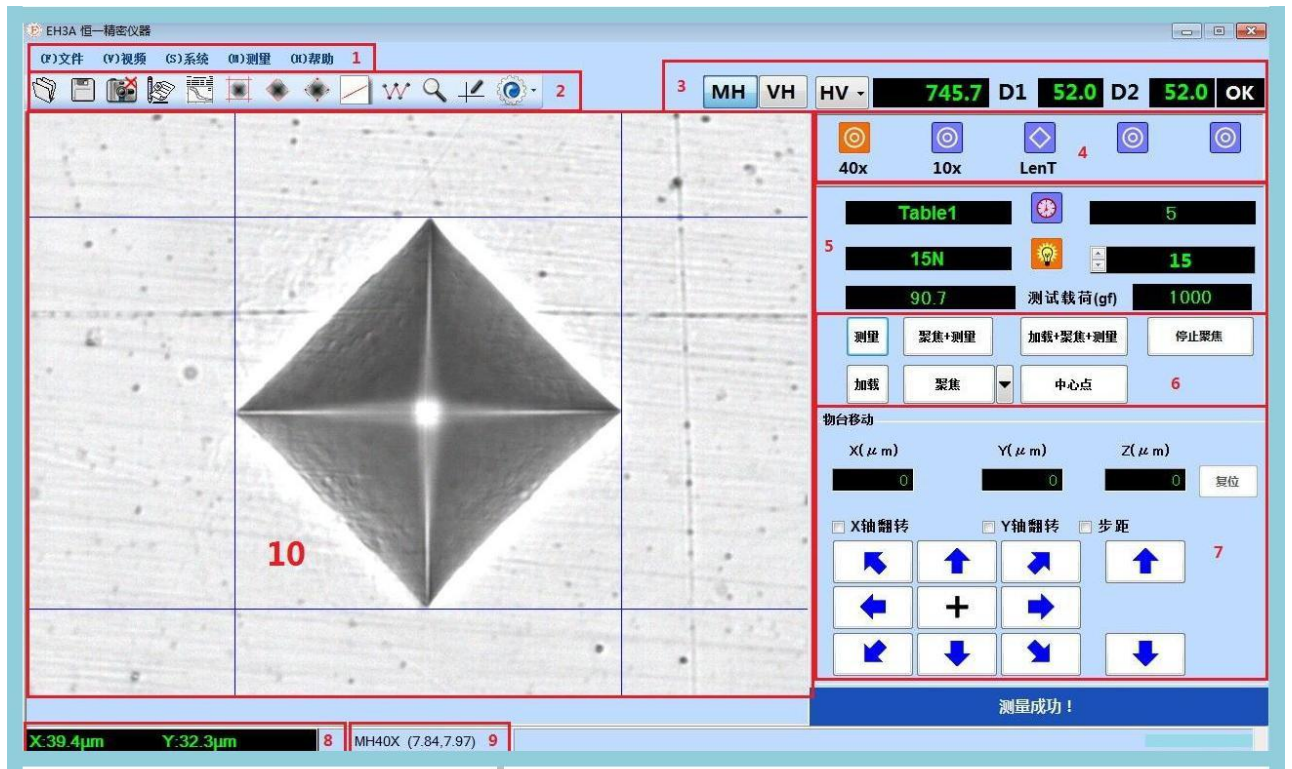 EH3A 恒一精密仪器
(F)文件 (V)视频 (S)系统 (M)测量 (H)帮助 1
2
3 MH VH HV 745.7 D1 52.0 D2 52.0 OK
4
40x 10x LenT
Table1 5
5
15N 15
90.7 测试载荷(gf) 1000
测量 聚焦+测量 加载+聚焦+测量 停止聚焦
加载 聚焦 中心点 6
物台移动
X(μm) Y(μm) Z(μm)
0 0 0 复位
X轴翻转 Y轴翻转 步距
7
10
测量成功！
X:39.4μm Y:32.3μm 8 MH40X (7.84,7.97) 9